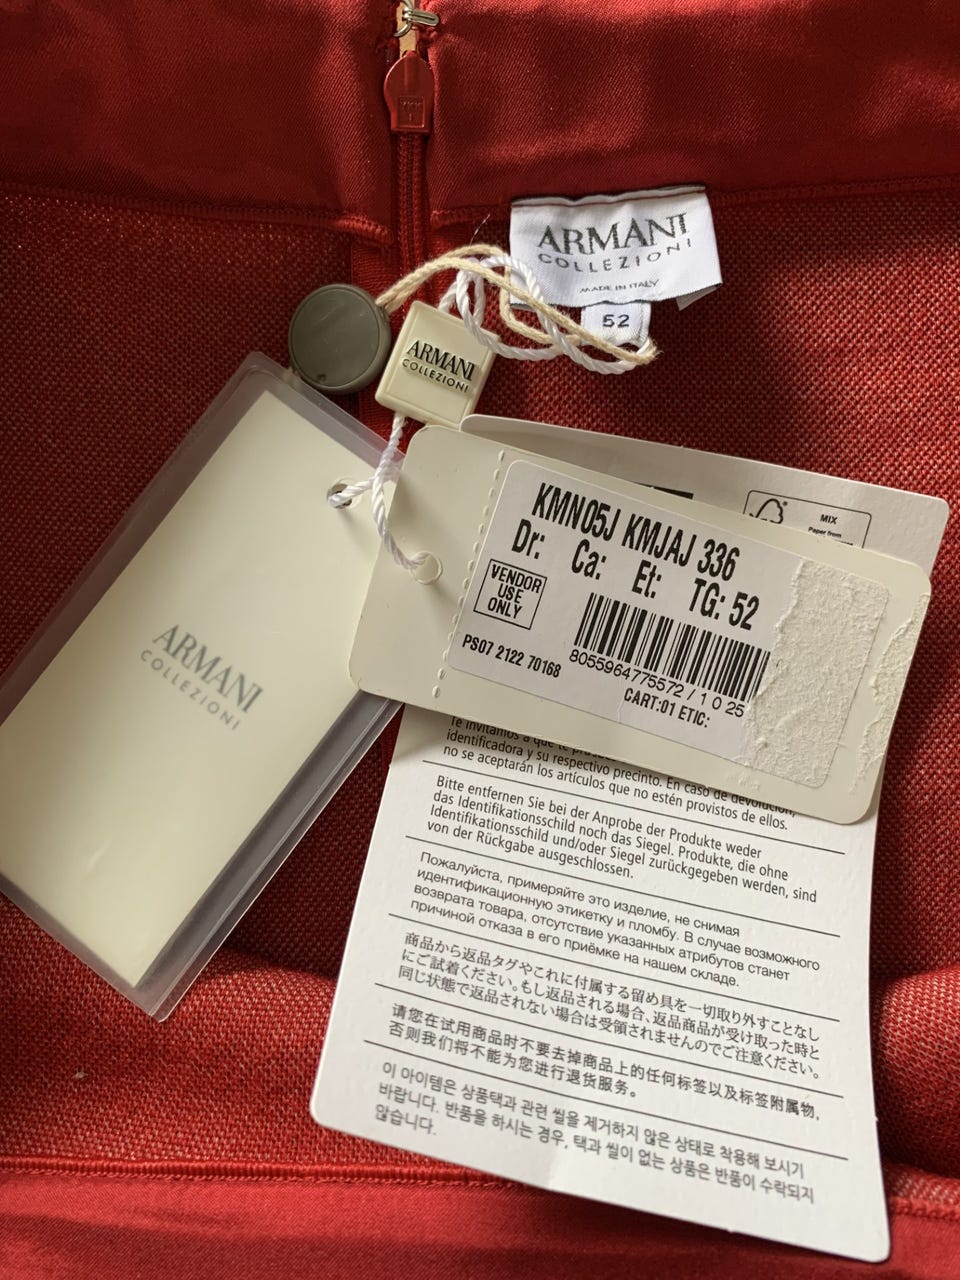 ARMANI
COLLEZIONI
MADE IN ITALY
52
ARMANI
COLLEZIONI
ARMANI
COLLEZIONI
MIX
Paper from
KMN05J KMJAJ 336
Dr: Ca: Et: TG: 52
VENDOR
USE
ONLY
PS07 2122 70168
8055964775572 / 1 0 25
CART:01 ETIC:
Te invitamos a que te
identificadora y su respectivo precinto. En caso de devolución,
no se aceptarán los artículos que no estén provistos de ellos.
Bitte entfernen Sie bei der Anprobe der Produkte weder
das Identifikationsschild noch das Siegel. Produkte, die ohne
Identifikationsschild und/oder Siegel zurückgegeben werden, sind
von der Rückgabe ausgeschlossen.
Пожалуйста, примеряйте это изделие, не снимая
идентификационную этикетку и пломбу. В случае возможного
возврата товара, отсутствие указанных атрибутов станет
причиной отказа в его приёмке на нашем складе.
商品から返品タグやこれに付属する留め具を一切取り外すことなし
にご試着ください。もし返品される場合、返品商品が受け取った時と
同じ状態で返品されない場合は受領されませんのでご注意ください。
请您在试用商品时不要去掉商品上的任何标签以及标签附属物,
否则我们将不能为您进行退货服务。
이 아이템은 상품택과 관련 씰을 제거하지 않은 상태로 착용해 보시기
바랍니다. 반품을 하시는 경우, 택과 씰이 없는 상품은 반품이 수락되지
않습니다.